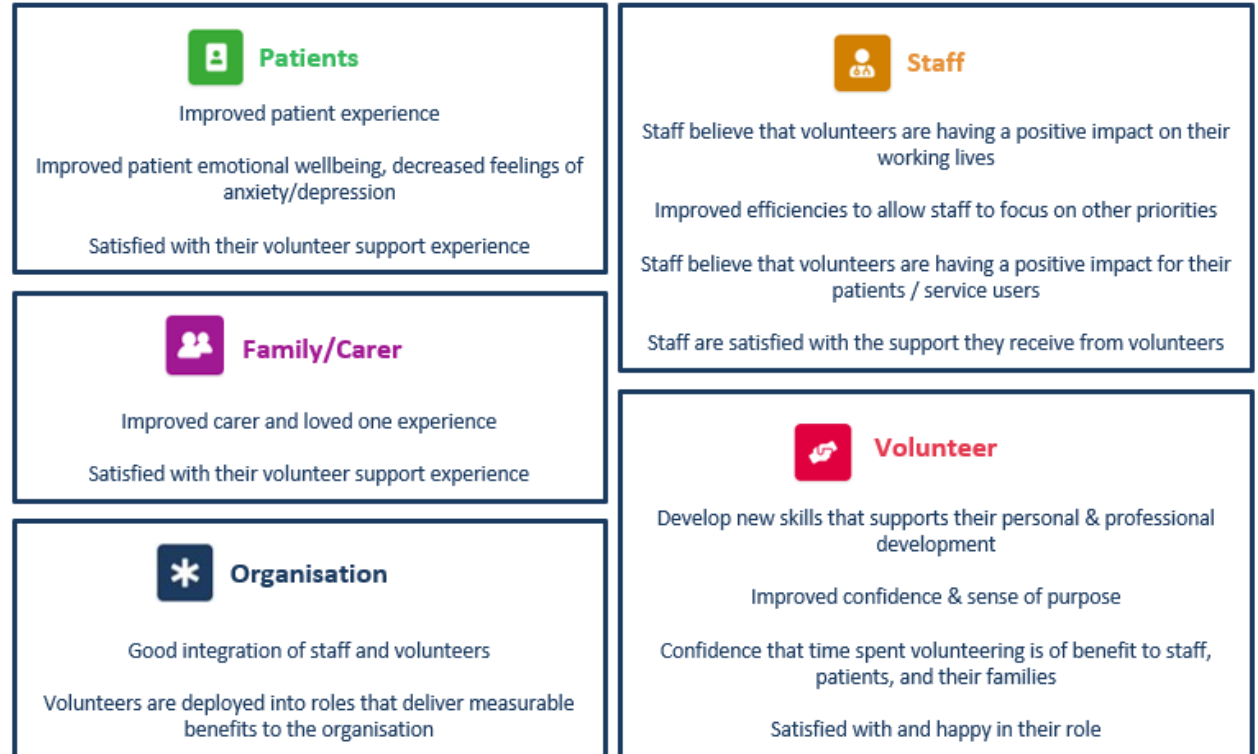 Patients
Improved patient experience
Improved patient emotional wellbeing, decreased feelings of
anxiety/depression
Satisfied with their volunteer support experience
Family/Carer
Improved carer and loved one experience
Satisfied with their volunteer support experience
Organisation
Good integration of staff and volunteers
Volunteers are deployed into roles that deliver measurable
benefits to the organisation
Staff
Staff believe that volunteers are having a positive impact on their
working lives
Improved efficiencies to allow staff to focus on other priorities
Staff believe that volunteers are having a positive impact for their
patients / service users
Staff are satisfied with the support they receive from volunteers
Volunteer
Develop new skills that supports their personal & professional
development
Improved confidence & sense of purpose
Confidence that time spent volunteering is of benefit to staff,
patients, and their families
Satisfied with and happy in their role